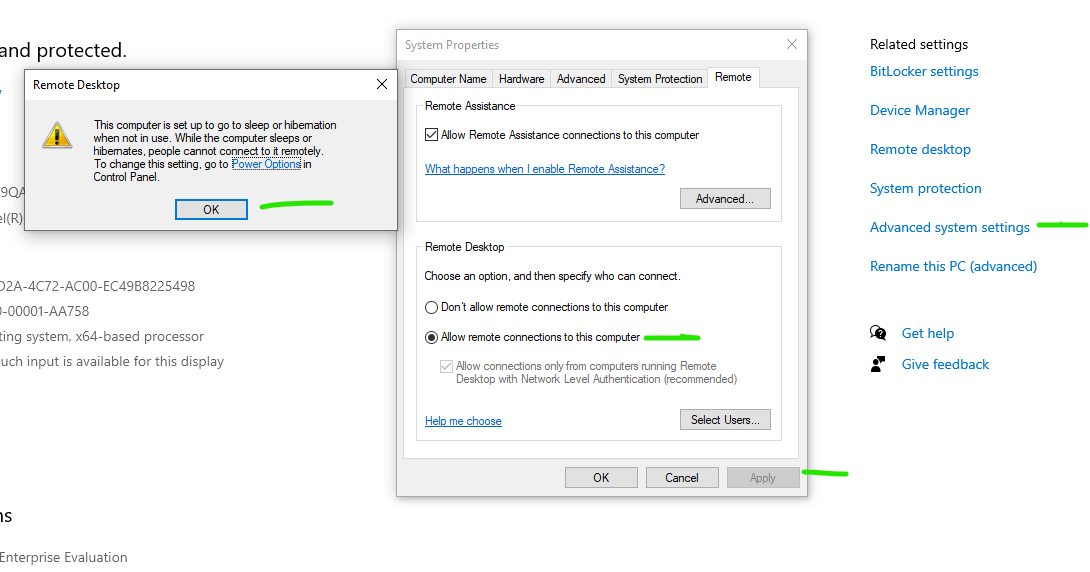 and protected.
Remote Desktop
This computer is set up to go to sleep or hibernation
when not in use. While the computer sleeps or
hibernates, people cannot connect to it remotely.
To change this setting, go to Power Options in
Control Panel.
OK
9QA
el(R)
D2A-4C72-AC00-EC49B8225498
0-00001-AA758
ting system, x64-based processor
ouch input is available for this display
ns
Enterprise Evaluation
System Properties
Computer Name
Hardware
Advanced
System Protection
Remote
Remote Assistance
Allow Remote Assistance connections to this computer
What happens when I enable Remote Assistance?
Advanced...
Remote Desktop
Choose an option, and then specify who can connect.
Don't allow remote connections to this computer
Allow remote connections to this computer
Allow connections only from computers running Remote
Desktop with Network Level Authentication (recommended)
Help me choose
Select Users...
OK
Cancel
Apply
Related settings
BitLocker settings
Device Manager
Remote desktop
System protection
Advanced system settings
Rename this PC (advanced)
Get help
Give feedback